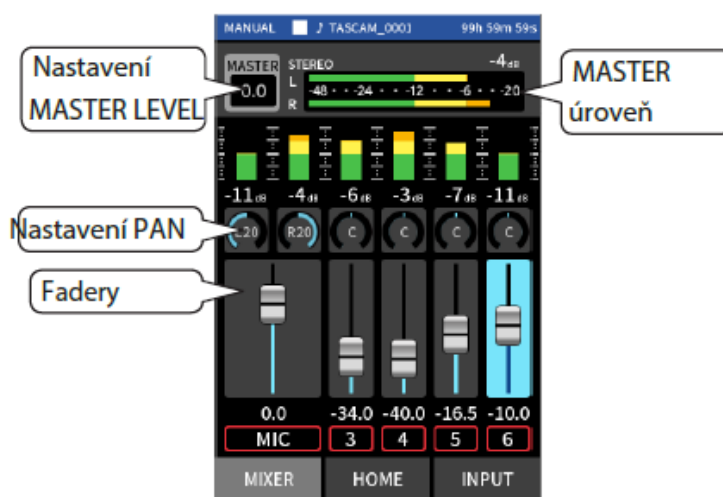 MANUAL ♪ TASCAM_0001 99h 59m 59s
Nastavení
MASTER LEVEL
MASTER
0.0
STEREO
-4dB
L
-48 · · -24 · · -12 · · -6 · · -20
R
MASTER
úroveň
-11dB -4dB -6dB -3dB -7dB -11dB
Nastavení PAN
L20 R20 C C C C
Fadery
0.0 -34.0 -40.0 -16.5 -10.0
MIC 3 4 5 6
MIXER HOME INPUT